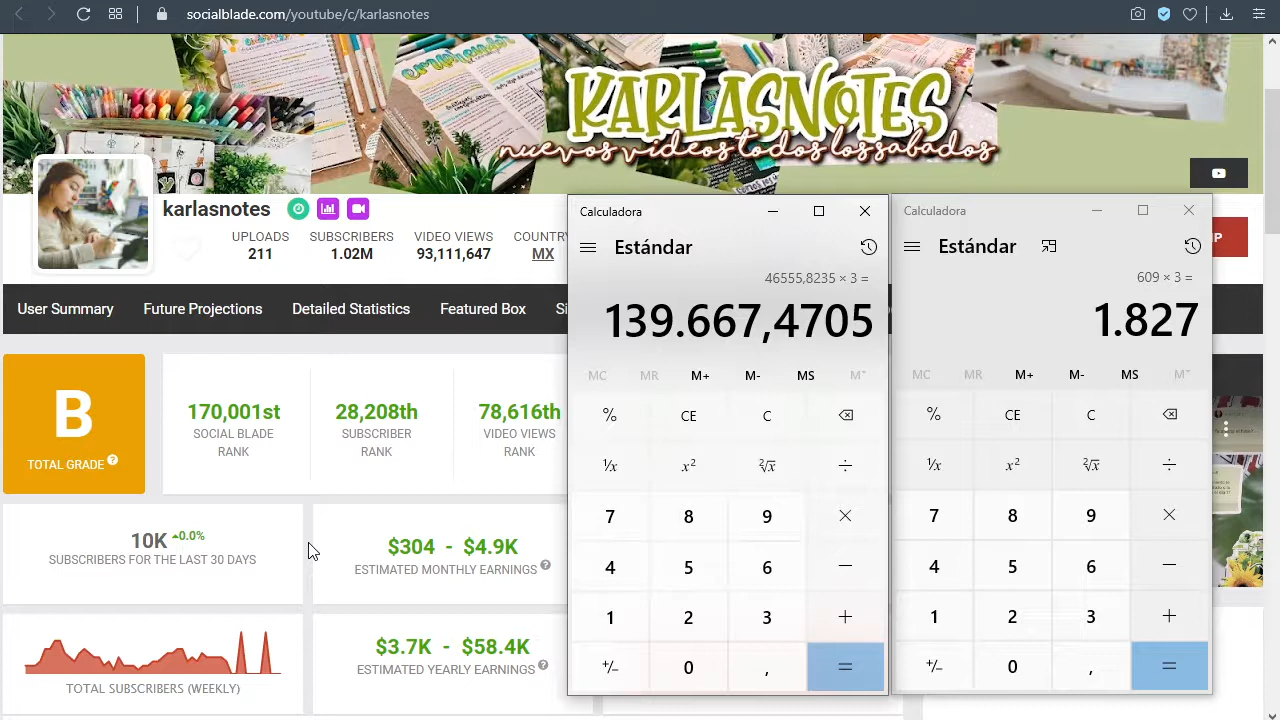 socialblade.com/youtube/c/karlasnotes
KARLASNOTES
nuevos videos todos los sabados
karlasnotes
UPLOADS
211
SUBSCRIBERS
1.02M
VIDEO VIEWS
93,111,647
COUNTRY
MX
User Summary
Future Projections
Detailed Statistics
Featured Box
B
TOTAL GRADE
170,001st
SOCIAL BLADE
RANK
28,208th
SUBSCRIBER
RANK
78,616th
VIDEO VIEWS
RANK
10K 0.0%
SUBSCRIBERS FOR THE LAST 30 DAYS
$304 - $4.9K
ESTIMATED MONTHLY EARNINGS
TOTAL SUBSCRIBERS (WEEKLY)
$3.7K - $58.4K
ESTIMATED YEARLY EARNINGS
Calculadora
Estándar
46555,8235 × 3 =
139.667,4705
MC MR M+ M- MS M˅
% CE C
⅟x x² ²√x ÷
7 8 9 ×
4 5 6 −
1 2 3 +
+/− 0 , =
Calculadora
Estándar
609 × 3 =
1.827
MC MR M+ M- MS M˅
% CE C
⅟x x² ²√x ÷
7 8 9 ×
4 5 6 −
1 2 3 +
+/− 0 , =